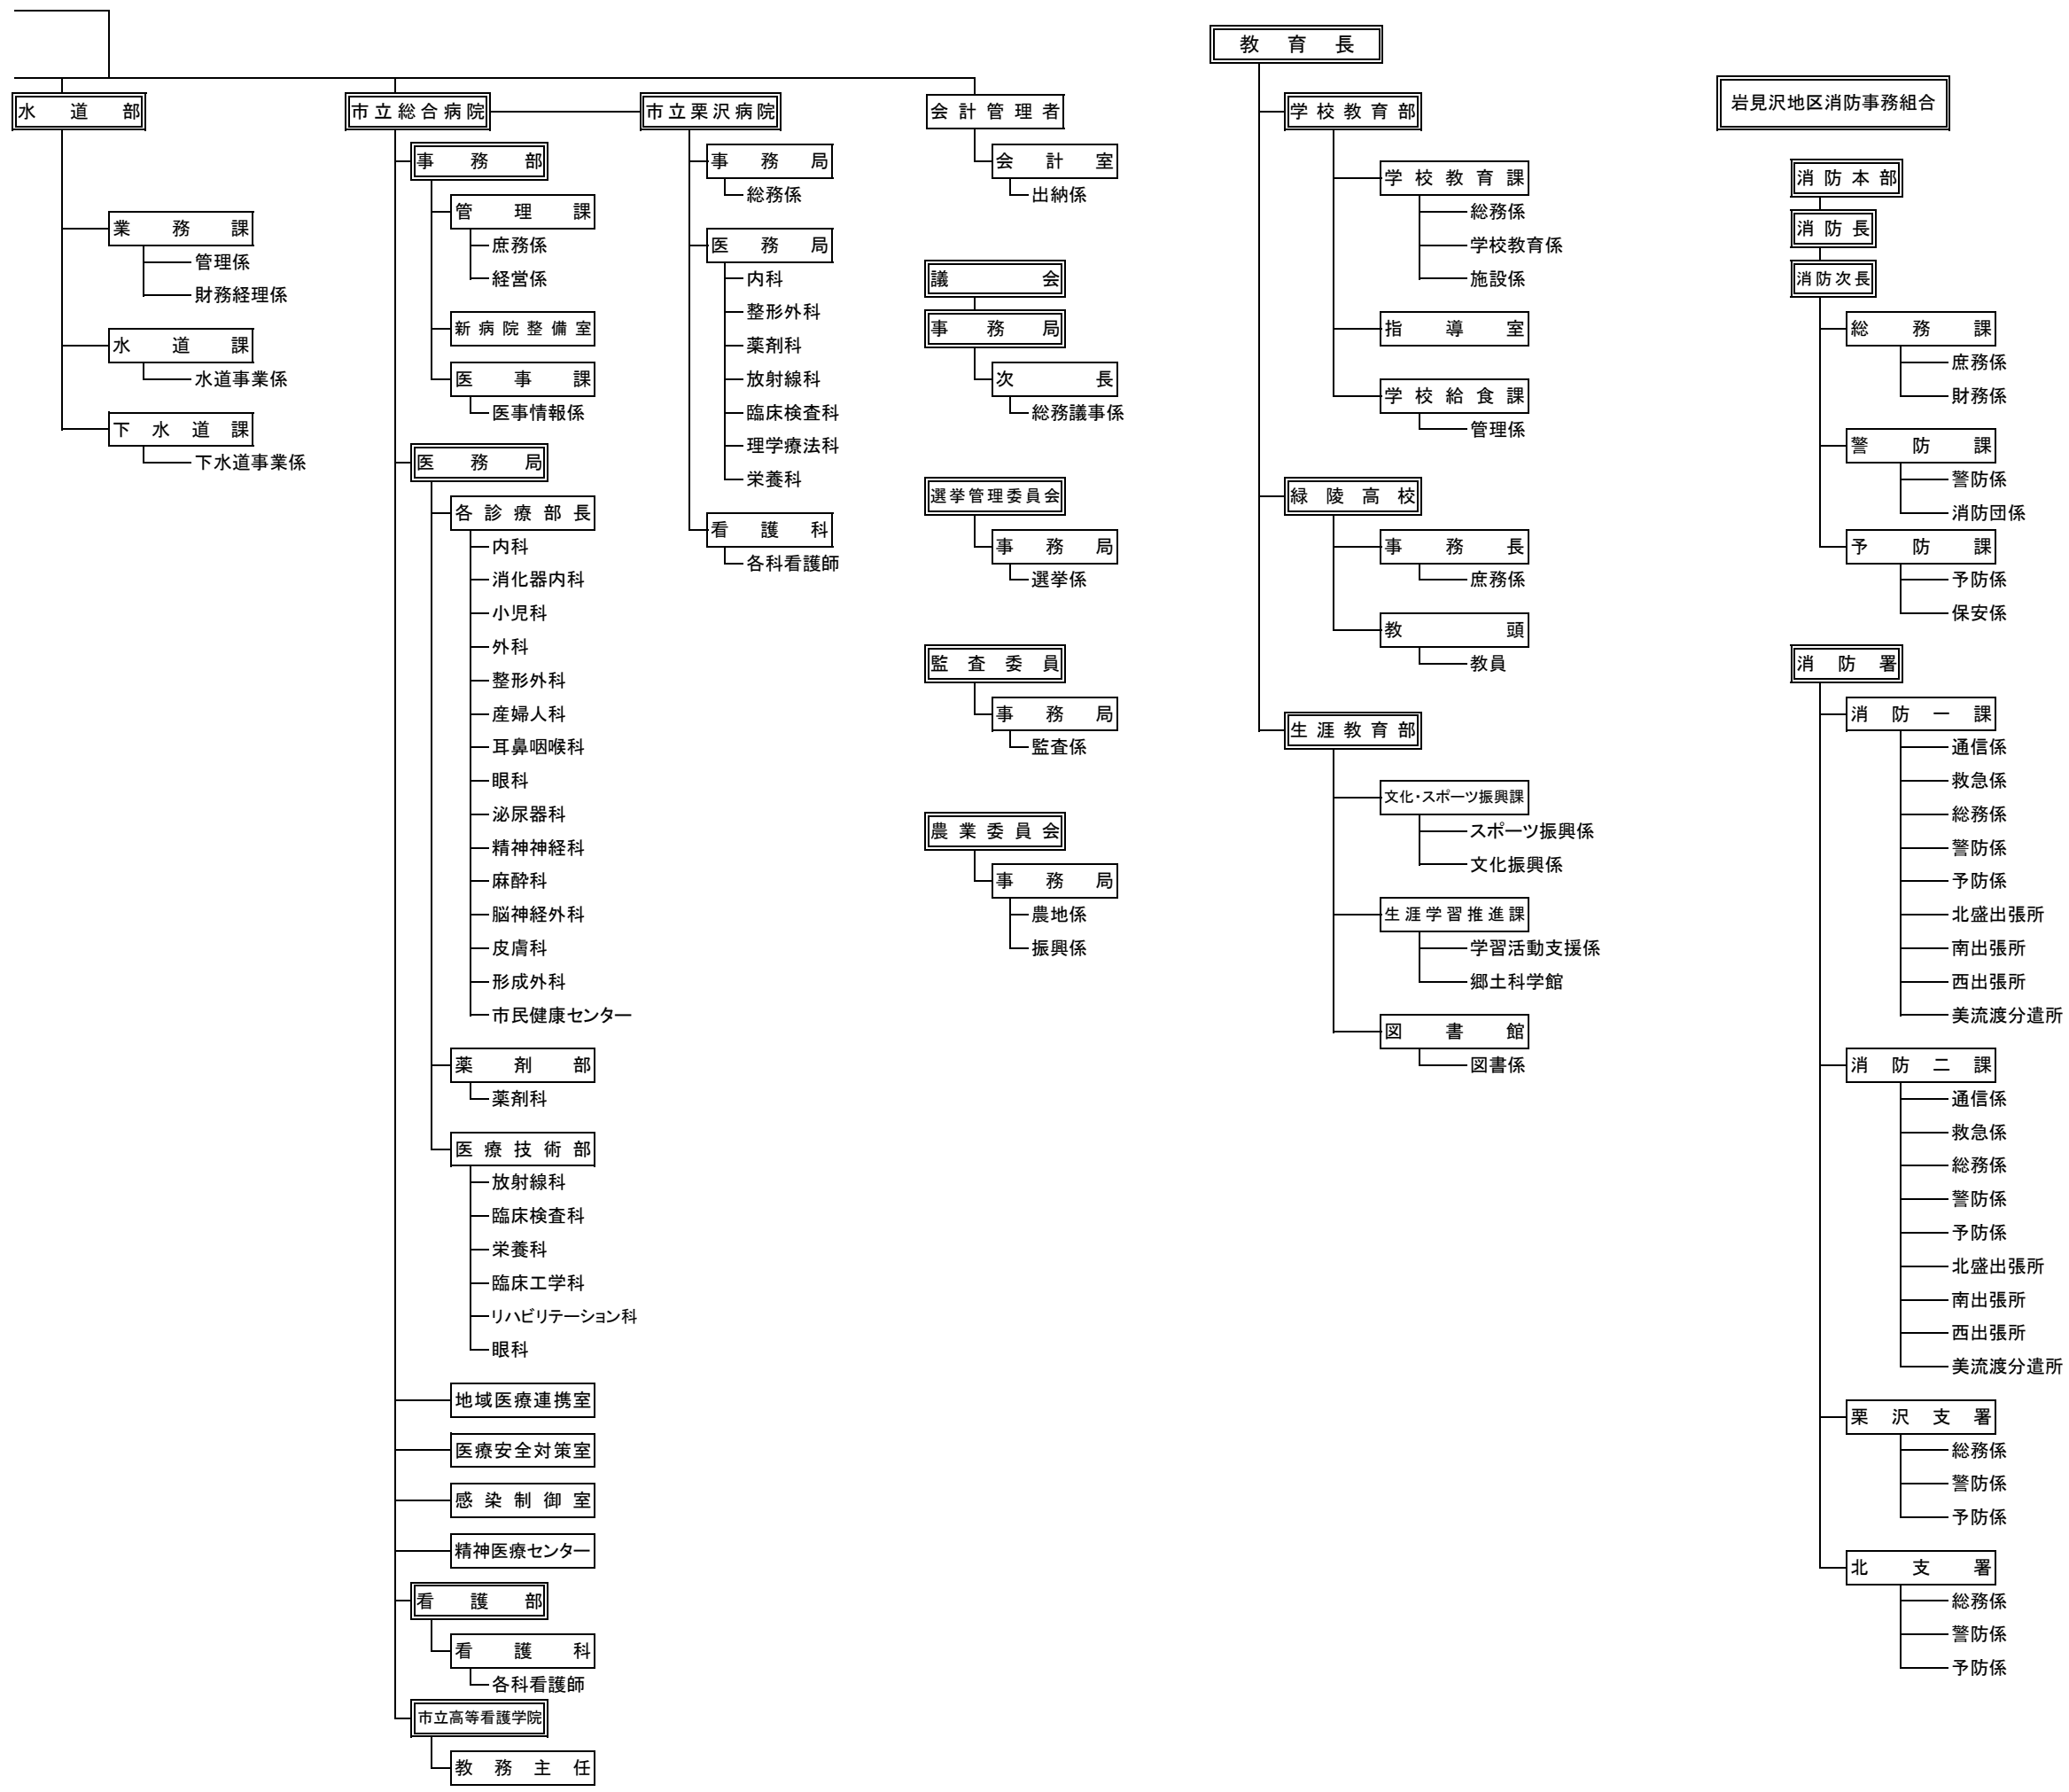 水道部
業務課
管理係
財務経理係
水道課
水道事業係
下水道課
下水道事業係
市立総合病院
事務部
管理課
庶務係
経営係
新病院整備室
医事課
医事情報係
医務局
各診療部長
内科
消化器内科
小児科
外科
整形外科
産婦人科
耳鼻咽喉科
眼科
泌尿器科
精神神経科
麻酔科
脳神経外科
皮膚科
形成外科
市民健康センター
薬剤部
薬剤科
医療技術部
放射線科
臨床検査科
栄養科
臨床工学科
リハビリテーション科
眼科
地域医療連携室
医療安全対策室
感染制御室
精神医療センター
看護部
看護科
各科看護師
市立高等看護学院
教務主任
市立栗沢病院
事務局
総務係
医務局
内科
整形外科
薬剤科
放射線科
臨床検査科
理学療法科
栄養科
看護科
各科看護師
会計管理者
会計室
出納係
議会
事務局
次長
総務議事係
選挙管理委員会
事務局
選挙係
監査委員
事務局
監査係
農業委員会
事務局
農地係
振興係
教育長
学校教育部
学校教育課
総務係
学校教育係
施設係
指導室
学校給食課
管理係
緑陵高校
事務長
庶務係
教頭
教員
生涯教育部
文化・スポーツ振興課
スポーツ振興係
文化振興係
生涯学習推進課
学習活動支援係
郷土科学館
図書館
図書係
岩見沢地区消防事務組合
消防本部
消防長
消防次長
総務課
庶務係
財務係
警防課
警防係
消防団係
予防課
予防係
保安係
消防署
消防一課
通信係
救急係
総務係
警防係
予防係
北盛出張所
南出張所
西出張所
美流渡分遣所
消防二課
通信係
救急係
総務係
警防係
予防係
北盛出張所
南出張所
西出張所
美流渡分遣所
栗沢支署
総務係
警防係
予防係
北支署
総務係
警防係
予防係